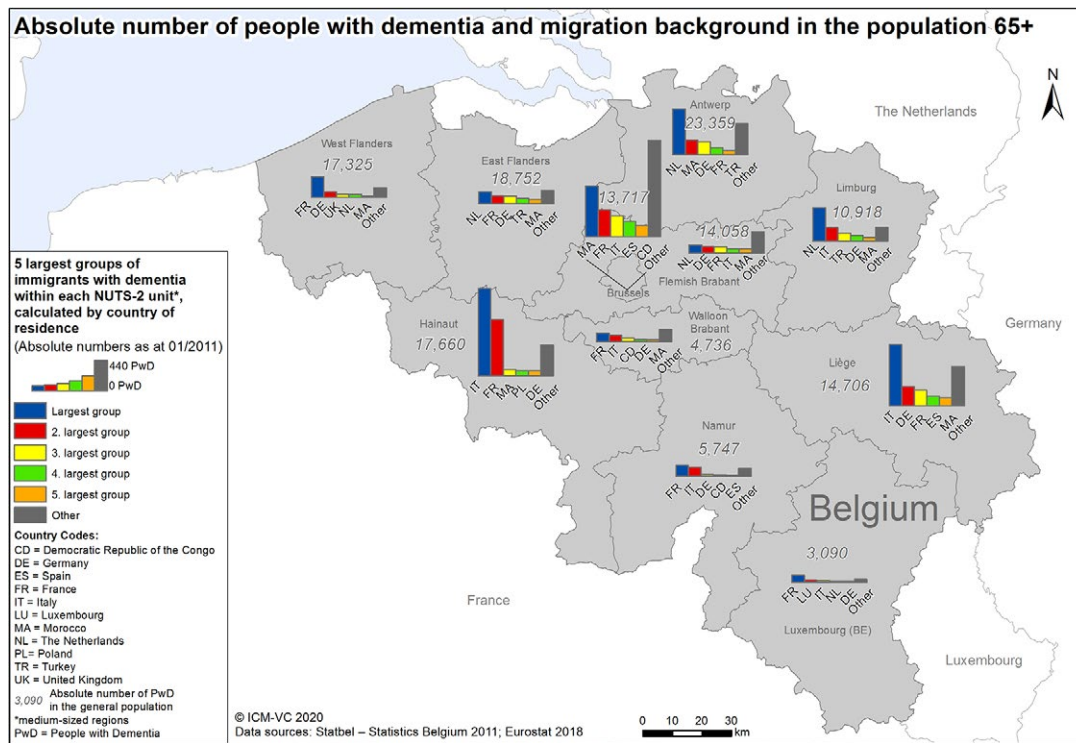 Absolute number of people with dementia and migration background in the population 65+
N
The Netherlands
Antwerp
23,359
NL MA DE FR TR Other
West Flanders
17,325
FR DE UK NL MA Other
East Flanders
18,752
NL FR DE TR MA Other
13,717
MA FR IT ES CD Other
Brussels
Limburg
10,918
NL IT TR DE MA Other
14,058
NL DE FR IT MA Other
Flemish Brabant
Germany
Hainaut
17,660
IT FR MA PL DE Other
Walloon
Brabant
4,736
FR IT CD DE MA Other
Liège
14,706
IT DE FR ES MA Other
Namur
5,747
FR IT DE CD ES Other
Belgium
3,090
FR LU IT NL DE Other
Luxembourg (BE)
France
Luxembourg
5 largest groups of
immigrants with dementia
within each NUTS-2 unit*,
calculated by country of
residence
(Absolute numbers as at 01/2011)
440 PwD
0 PwD
Largest group
2. largest group
3. largest group
4. largest group
5. largest group
Other
Country Codes:
CD = Democratic Republic of the Congo
DE = Germany
ES = Spain
FR = France
IT = Italy
LU = Luxembourg
MA = Morocco
NL = The Netherlands
PL= Poland
TR = Turkey
UK = United Kingdom
3,090 Absolute number of PwD
in the general population
*medium-sized regions
PwD = People with Dementia
© ICM-VC 2020
Data sources: Statbel – Statistics Belgium 2011; Eurostat 2018
0 10 20 30
km